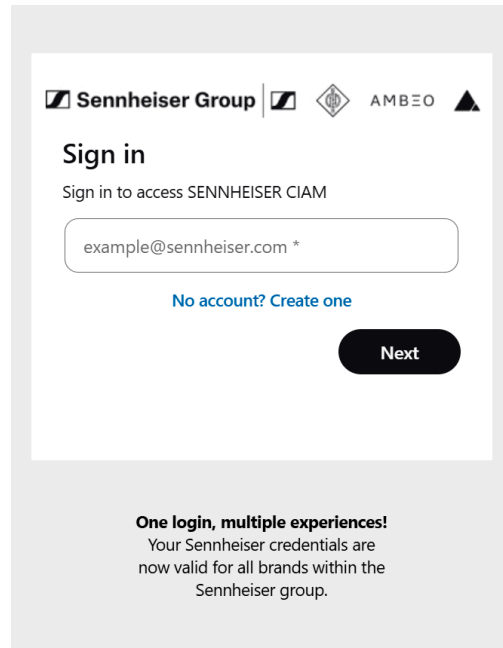 Sennheiser Group AMBEO
Sign in
Sign in to access SENNHEISER CIAM
example@sennheiser.com *
No account? Create one
Next
One login, multiple experiences!
Your Sennheiser credentials are
now valid for all brands within the
Sennheiser group.